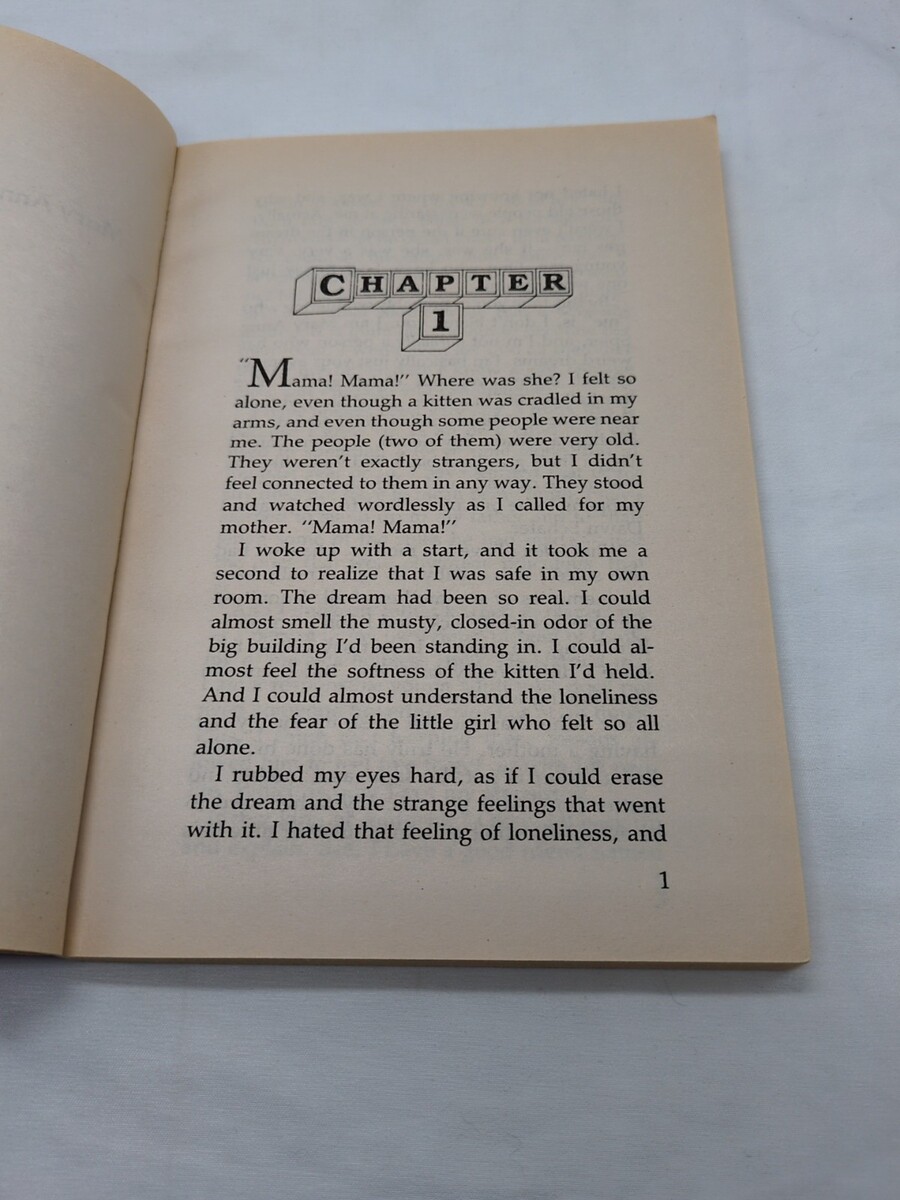 CHAPTER
1
"Mama! Mama!" Where was she? I felt so
alone, even though a kitten was cradled in my
arms, and even though some people were near
me. The people (two of them) were very old.
They weren't exactly strangers, but I didn't
feel connected to them in any way. They stood
and watched wordlessly as I called for my
mother. "Mama! Mama!"
I woke up with a start, and it took me a
second to realize that I was safe in my own
room. The dream had been so real. I could
almost smell the musty, closed-in odor of the
big building I'd been standing in. I could al-
most feel the softness of the kitten I'd held.
And I could almost understand the loneliness
and the fear of the little girl who felt so all
alone.
I rubbed my eyes hard, as if I could erase
the dream and the strange feelings that went
with it. I hated that feeling of loneliness, and
1